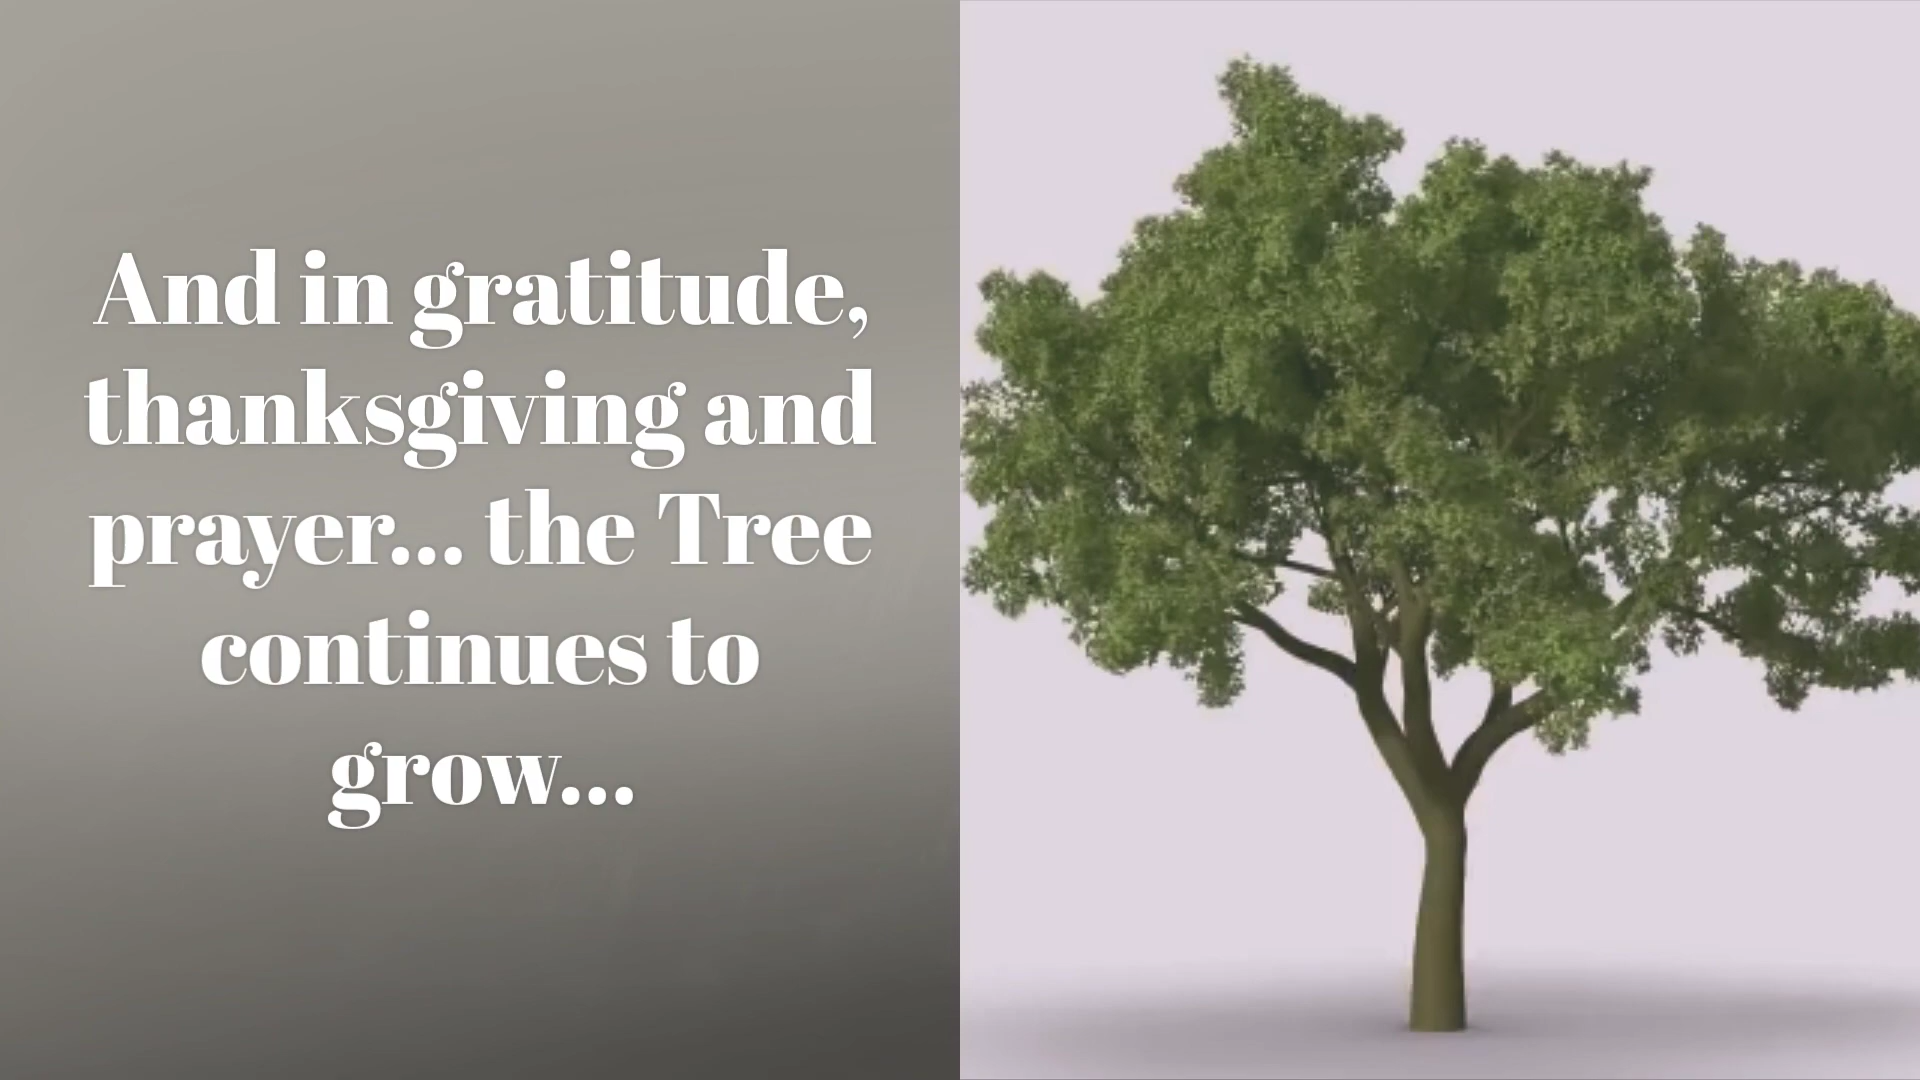 And in gratitude,
thanksgiving and
prayer... the Tree
continues to
grow...